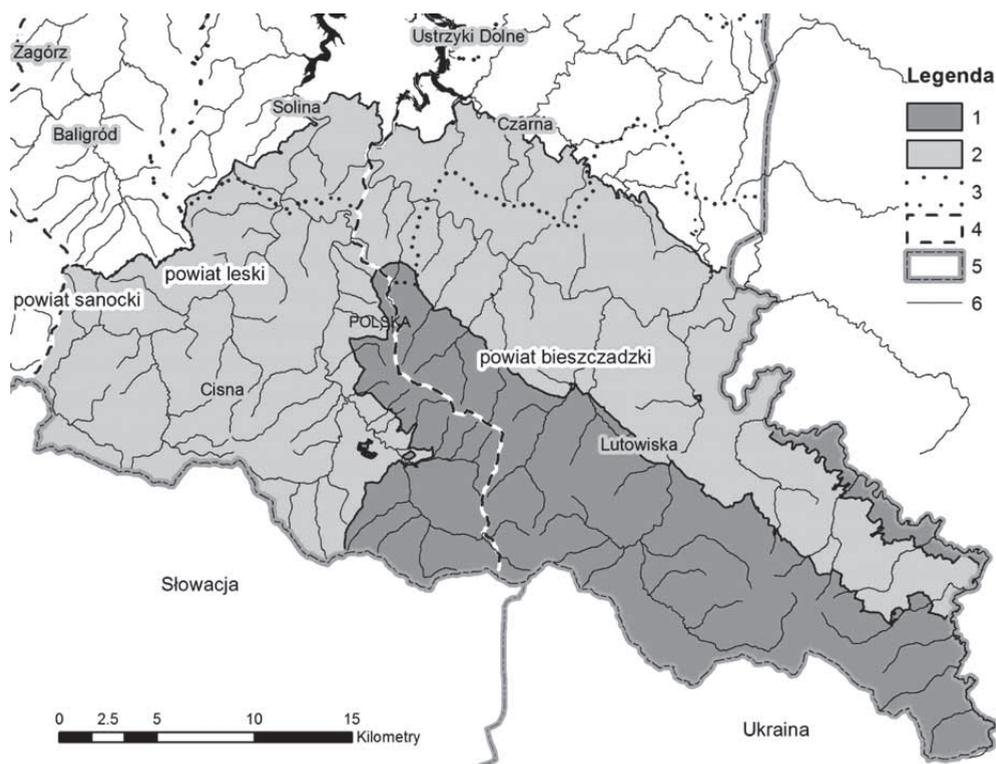 Zagórz
Ustrzyki Dolne
Legenda
Solina
1
Baligród
Czarna
2
3
4
powiat leski
5
powiat sanocki
6
POLSKA
powiat bieszczadzki
Cisna
Lutowiska
Słowacja
0 2.5 5 10 15
Kilometry
Ukraina